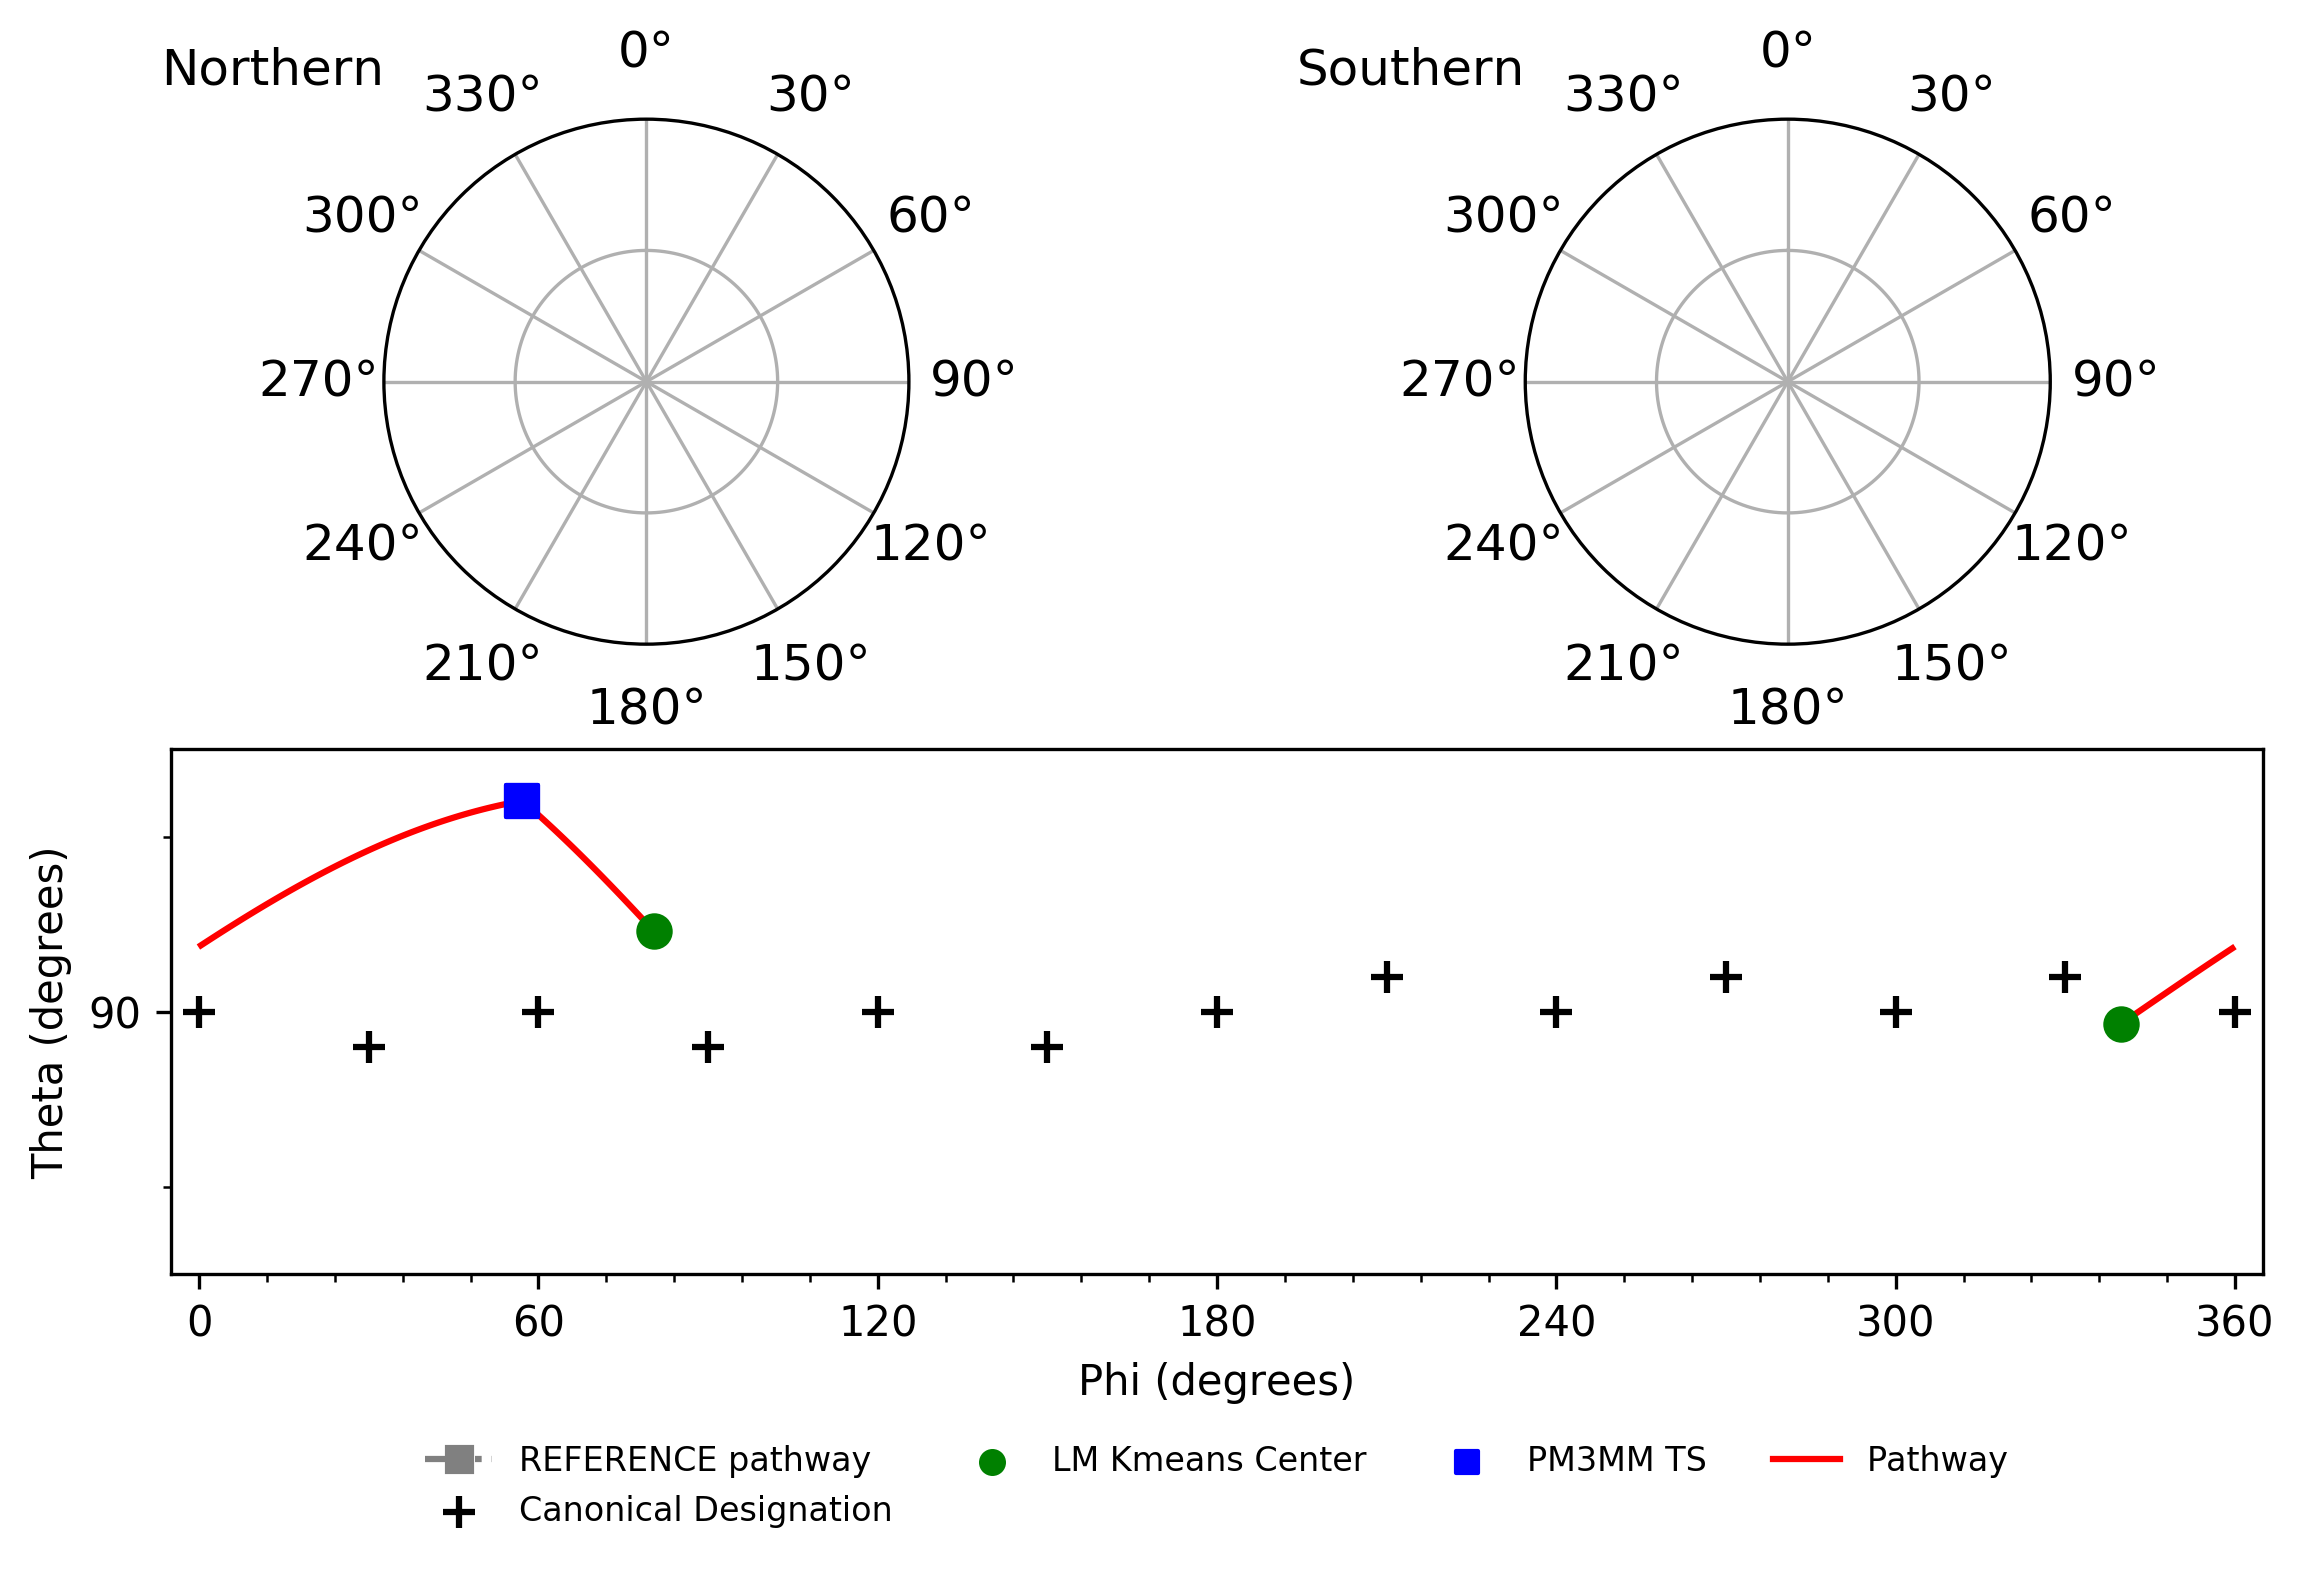 Northern
0°
30°
60°
90°
120°
150°
180°
210°
240°
270°
300°
330°
Southern
0°
30°
60°
90°
120°
150°
180°
210°
240°
270°
300°
330°
Theta (degrees)
90
0 60 120 180 240 300 360
Phi (degrees)
REFERENCE pathway
Canonical Designation
LM Kmeans Center
PM3MM TS
Pathway